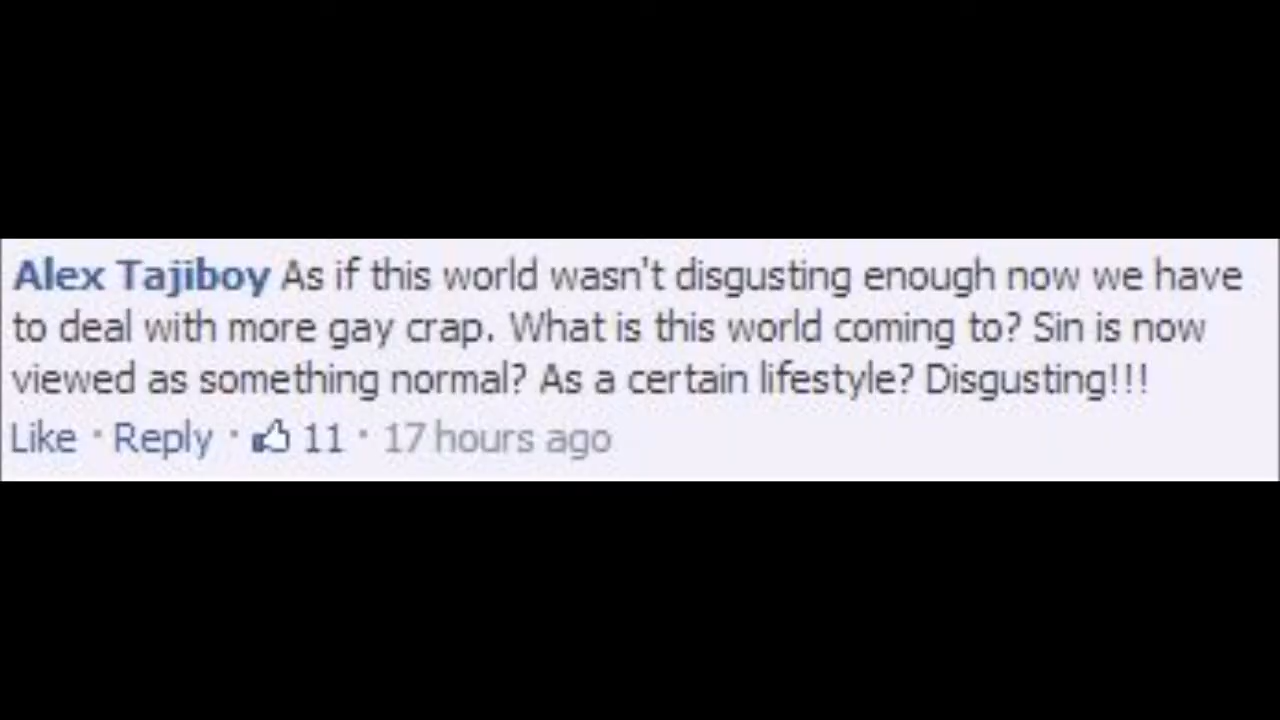 Alex Tajiboy As if this world wasn't disgusting enough now we have
to deal with more gay crap. What is this world coming to? Sin is now
viewed as something normal? As a certain lifestyle? Disgusting!!!
Like · Reply · 11 · 17 hours ago